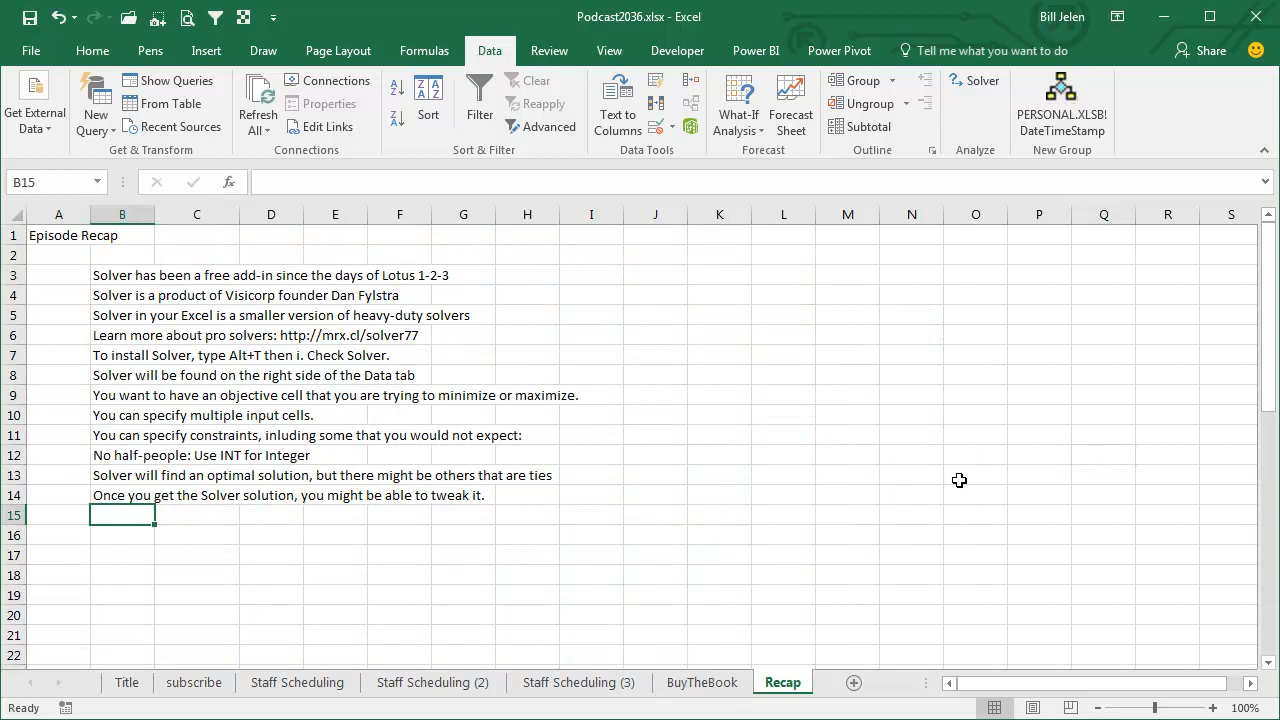 Podcast2036.xlsx - Excel
Bill Jelen
File Home Pens Insert Draw Page Layout Formulas Data Review View Developer Power BI Power Pivot Tell me what you want to do Share
Get External Data
New Query
Show Queries
From Table
Recent Sources
Get & Transform
Refresh All
Connections
Properties
Edit Links
Connections
Sort
Filter
Clear
Reapply
Advanced
Sort & Filter
Text to Columns
Data Tools
What-If Analysis
Forecast Sheet
Forecast
Group
Ungroup
Subtotal
Outline
Solver
Analyze
PERSONAL.XLSB!
DateTimeStamp
New Group
B15
fx
A B C D E F G H I J K L M N O P Q R S
1 Episode Recap
2
3 Solver has been a free add-in since the days of Lotus 1-2-3
4 Solver is a product of Visicorp founder Dan Fylstra
5 Solver in your Excel is a smaller version of heavy-duty solvers
6 Learn more about pro solvers: http://mrx.cl/solver77
7 To install Solver, type Alt+T then i. Check Solver.
8 Solver will be found on the right side of the Data tab
9 You want to have an objective cell that you are trying to minimize or maximize.
10 You can specify multiple input cells.
11 You can specify constraints, inluding some that you would not expect:
12 No half-people: Use INT for Integer
13 Solver will find an optimal solution, but there might be others that are ties
14 Once you get the Solver solution, you might be able to tweak it.
15
16
17
18
19
20
21
22
Title subscribe Staff Scheduling Staff Scheduling (2) Staff Scheduling (3) BuyTheBook Recap
Ready
100%